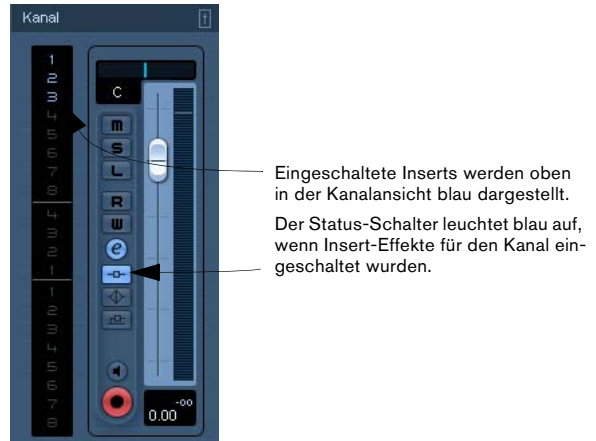 Kanal
1
2
3
4
5
6
7
8
4
3
2
1
1
2
3
4
5
6
7
8
C
m
S
L
R
W
e
-oo
0.00
Eingeschaltete Inserts werden oben
in der Kanalansicht blau dargestellt.
Der Status-Schalter leuchtet blau auf,
wenn Insert-Effekte für den Kanal ein-
geschaltet wurden.